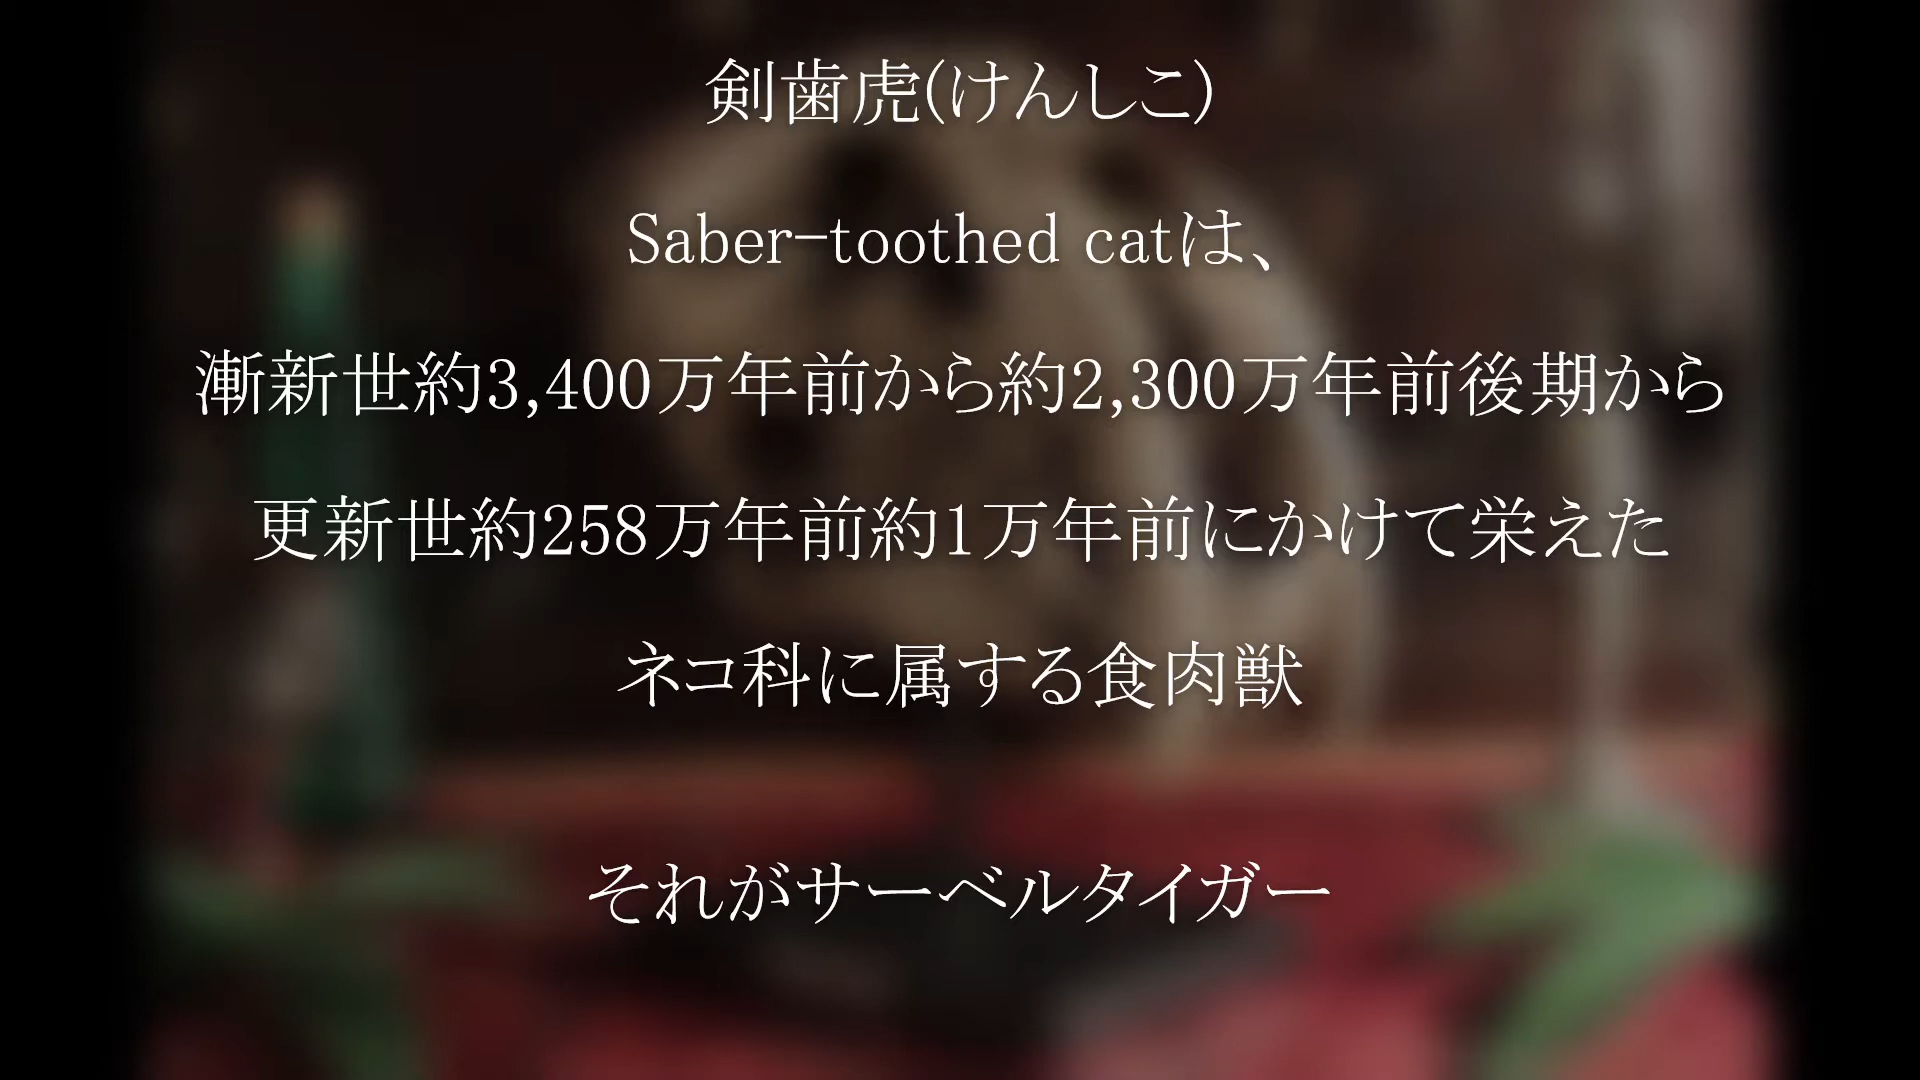 剣歯虎(けんしこ)
Saber-toothed catは、
漸新世約3,400万年前から約2,300万年前後期から
更新世約258万年前約1万年前にかけて栄えた
ネコ科に属する食肉獣
それがサーベルタイガー